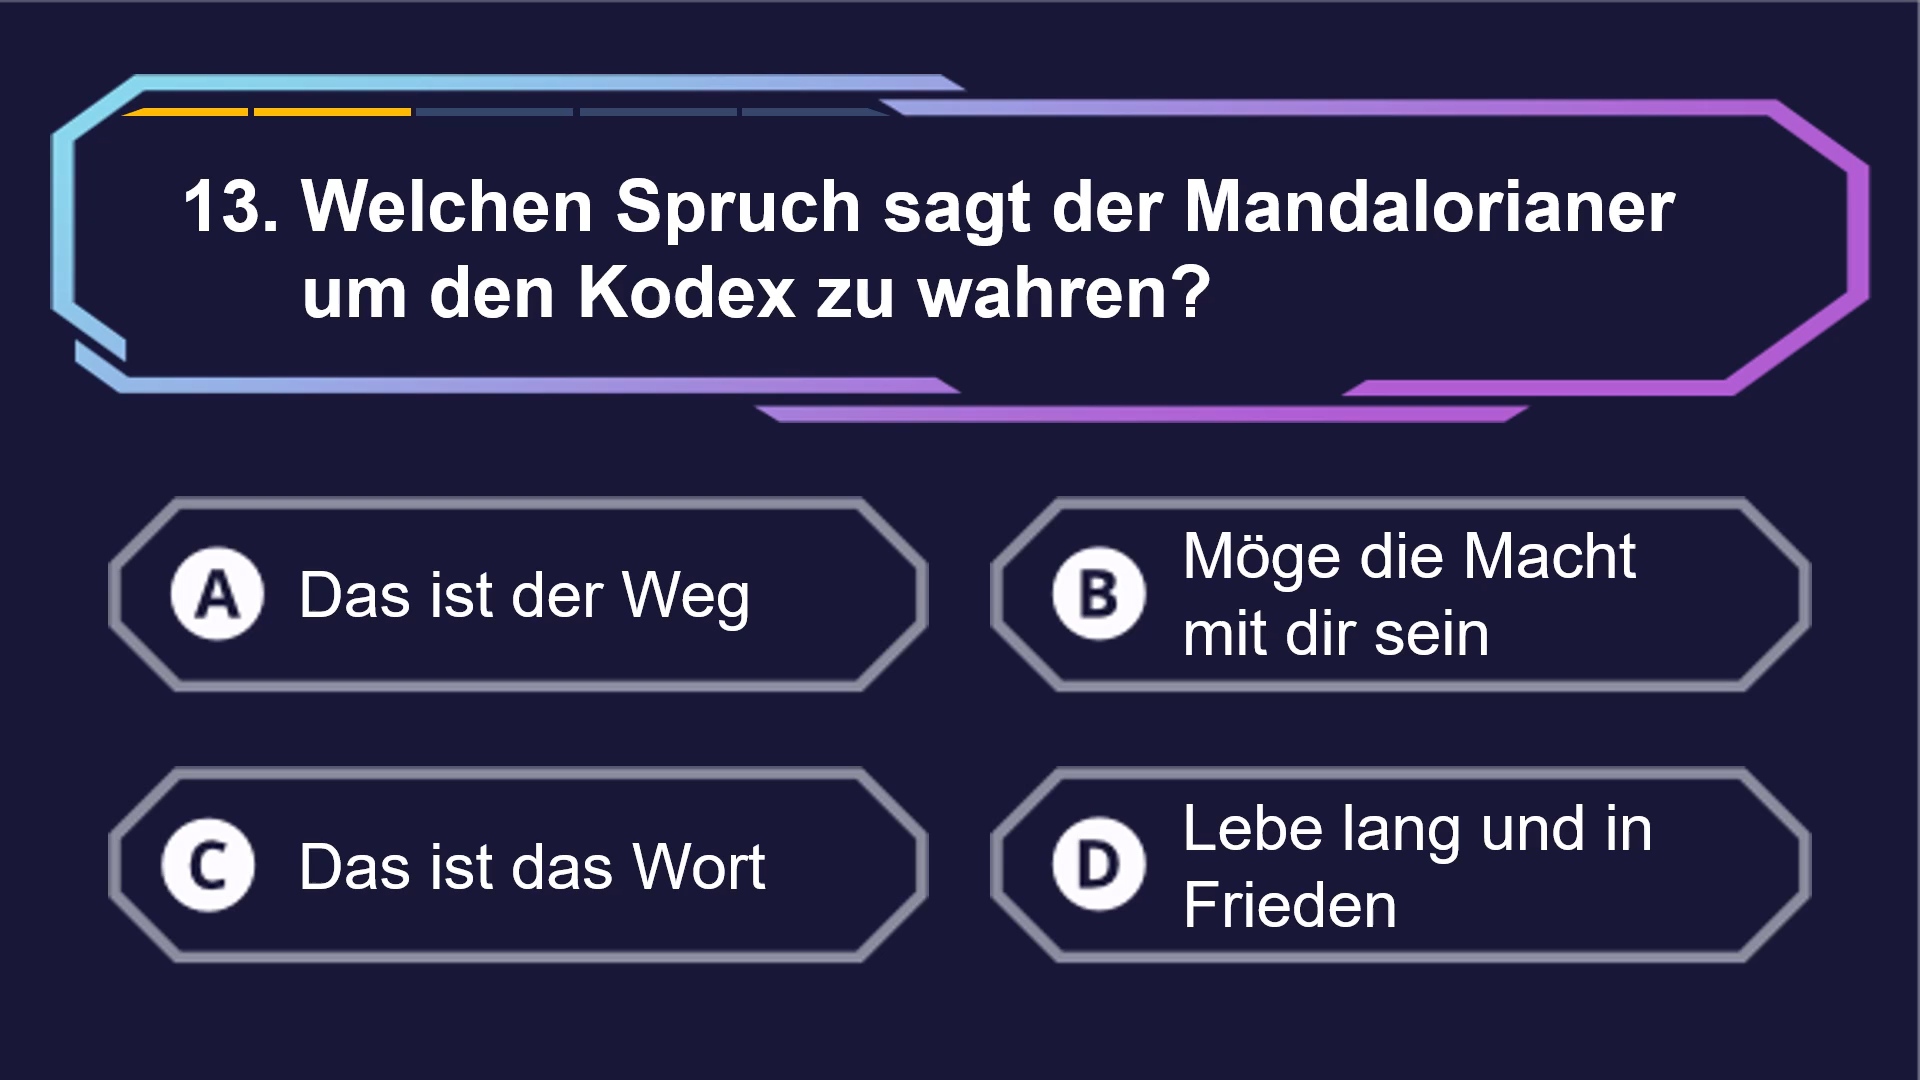 13. Welchen Spruch sagt der Mandalorianer
um den Kodex zu wahren?
A Das ist der Weg
B Möge die Macht
mit dir sein
C Das ist das Wort
D Lebe lang und in
Frieden